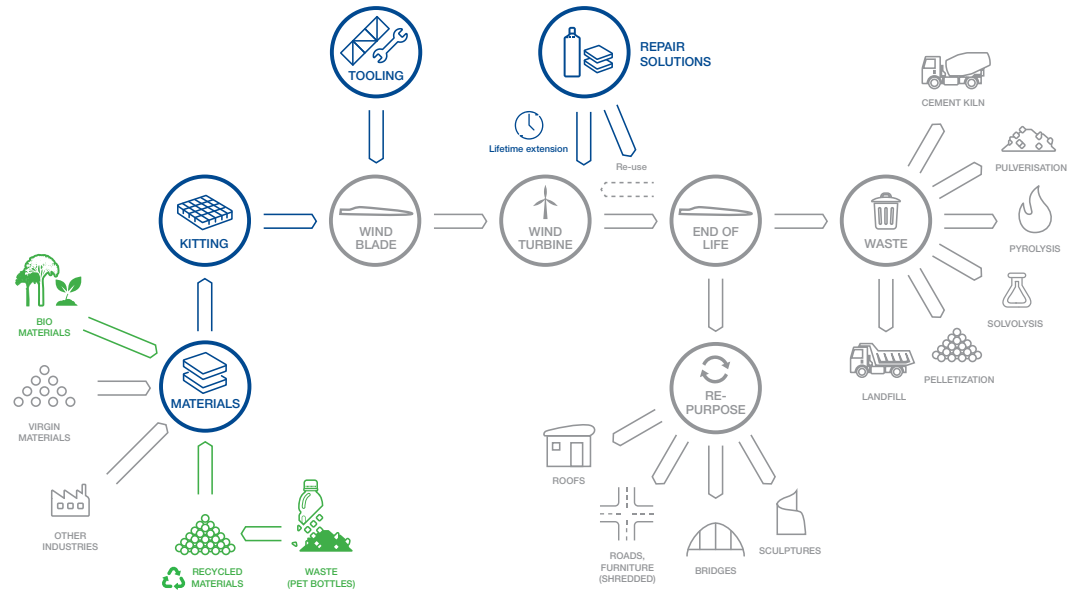 TOOLING
REPAIR
SOLUTIONS
Lifetime extension
Re-use
CEMENT KILN
PULVERISATION
PYROLYSIS
SOLVOLYSIS
PELLETIZATION
LANDFILL
KITTING
WIND
BLADE
WIND
TURBINE
END OF
LIFE
WASTE
BIO
MATERIALS
VIRGIN
MATERIALS
OTHER
INDUSTRIES
MATERIALS
RECYCLED
MATERIALS
WASTE
(PET BOTTLES)
RE-
PURPOSE
ROOFS
ROADS,
FURNITURE
(SHREDDED)
BRIDGES
SCULPTURES